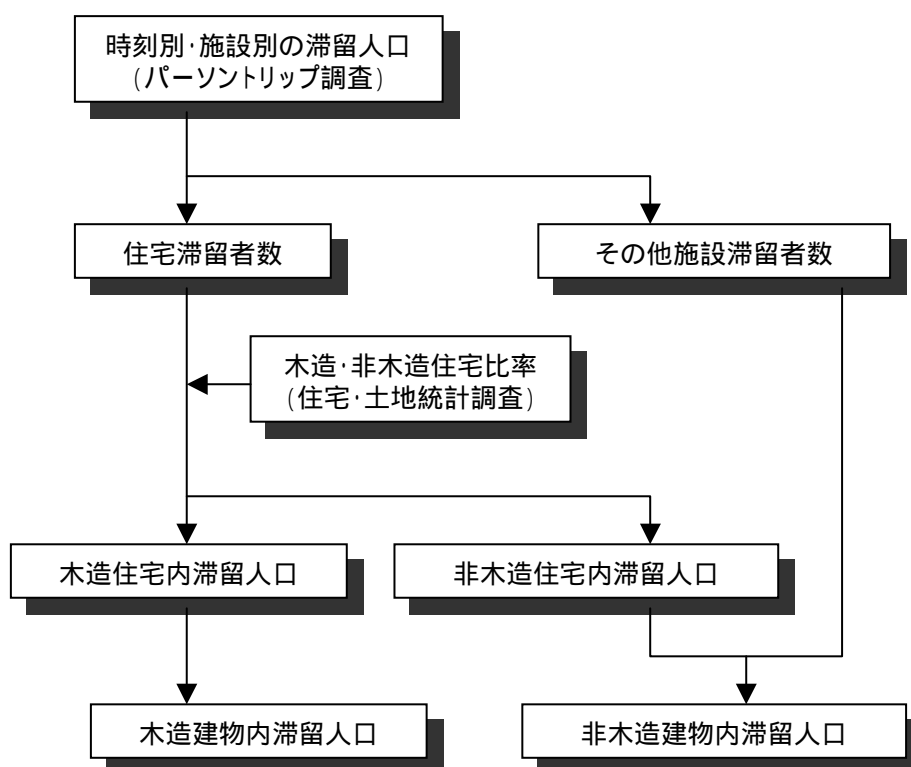 時刻別･施設別の滞留人口
(パーソントリップ調査)
住宅滞留者数
その他施設滞留者数
木造･非木造住宅比率
(住宅･土地統計調査)
木造住宅内滞留人口
非木造住宅内滞留人口
木造建物内滞留人口
非木造建物内滞留人口